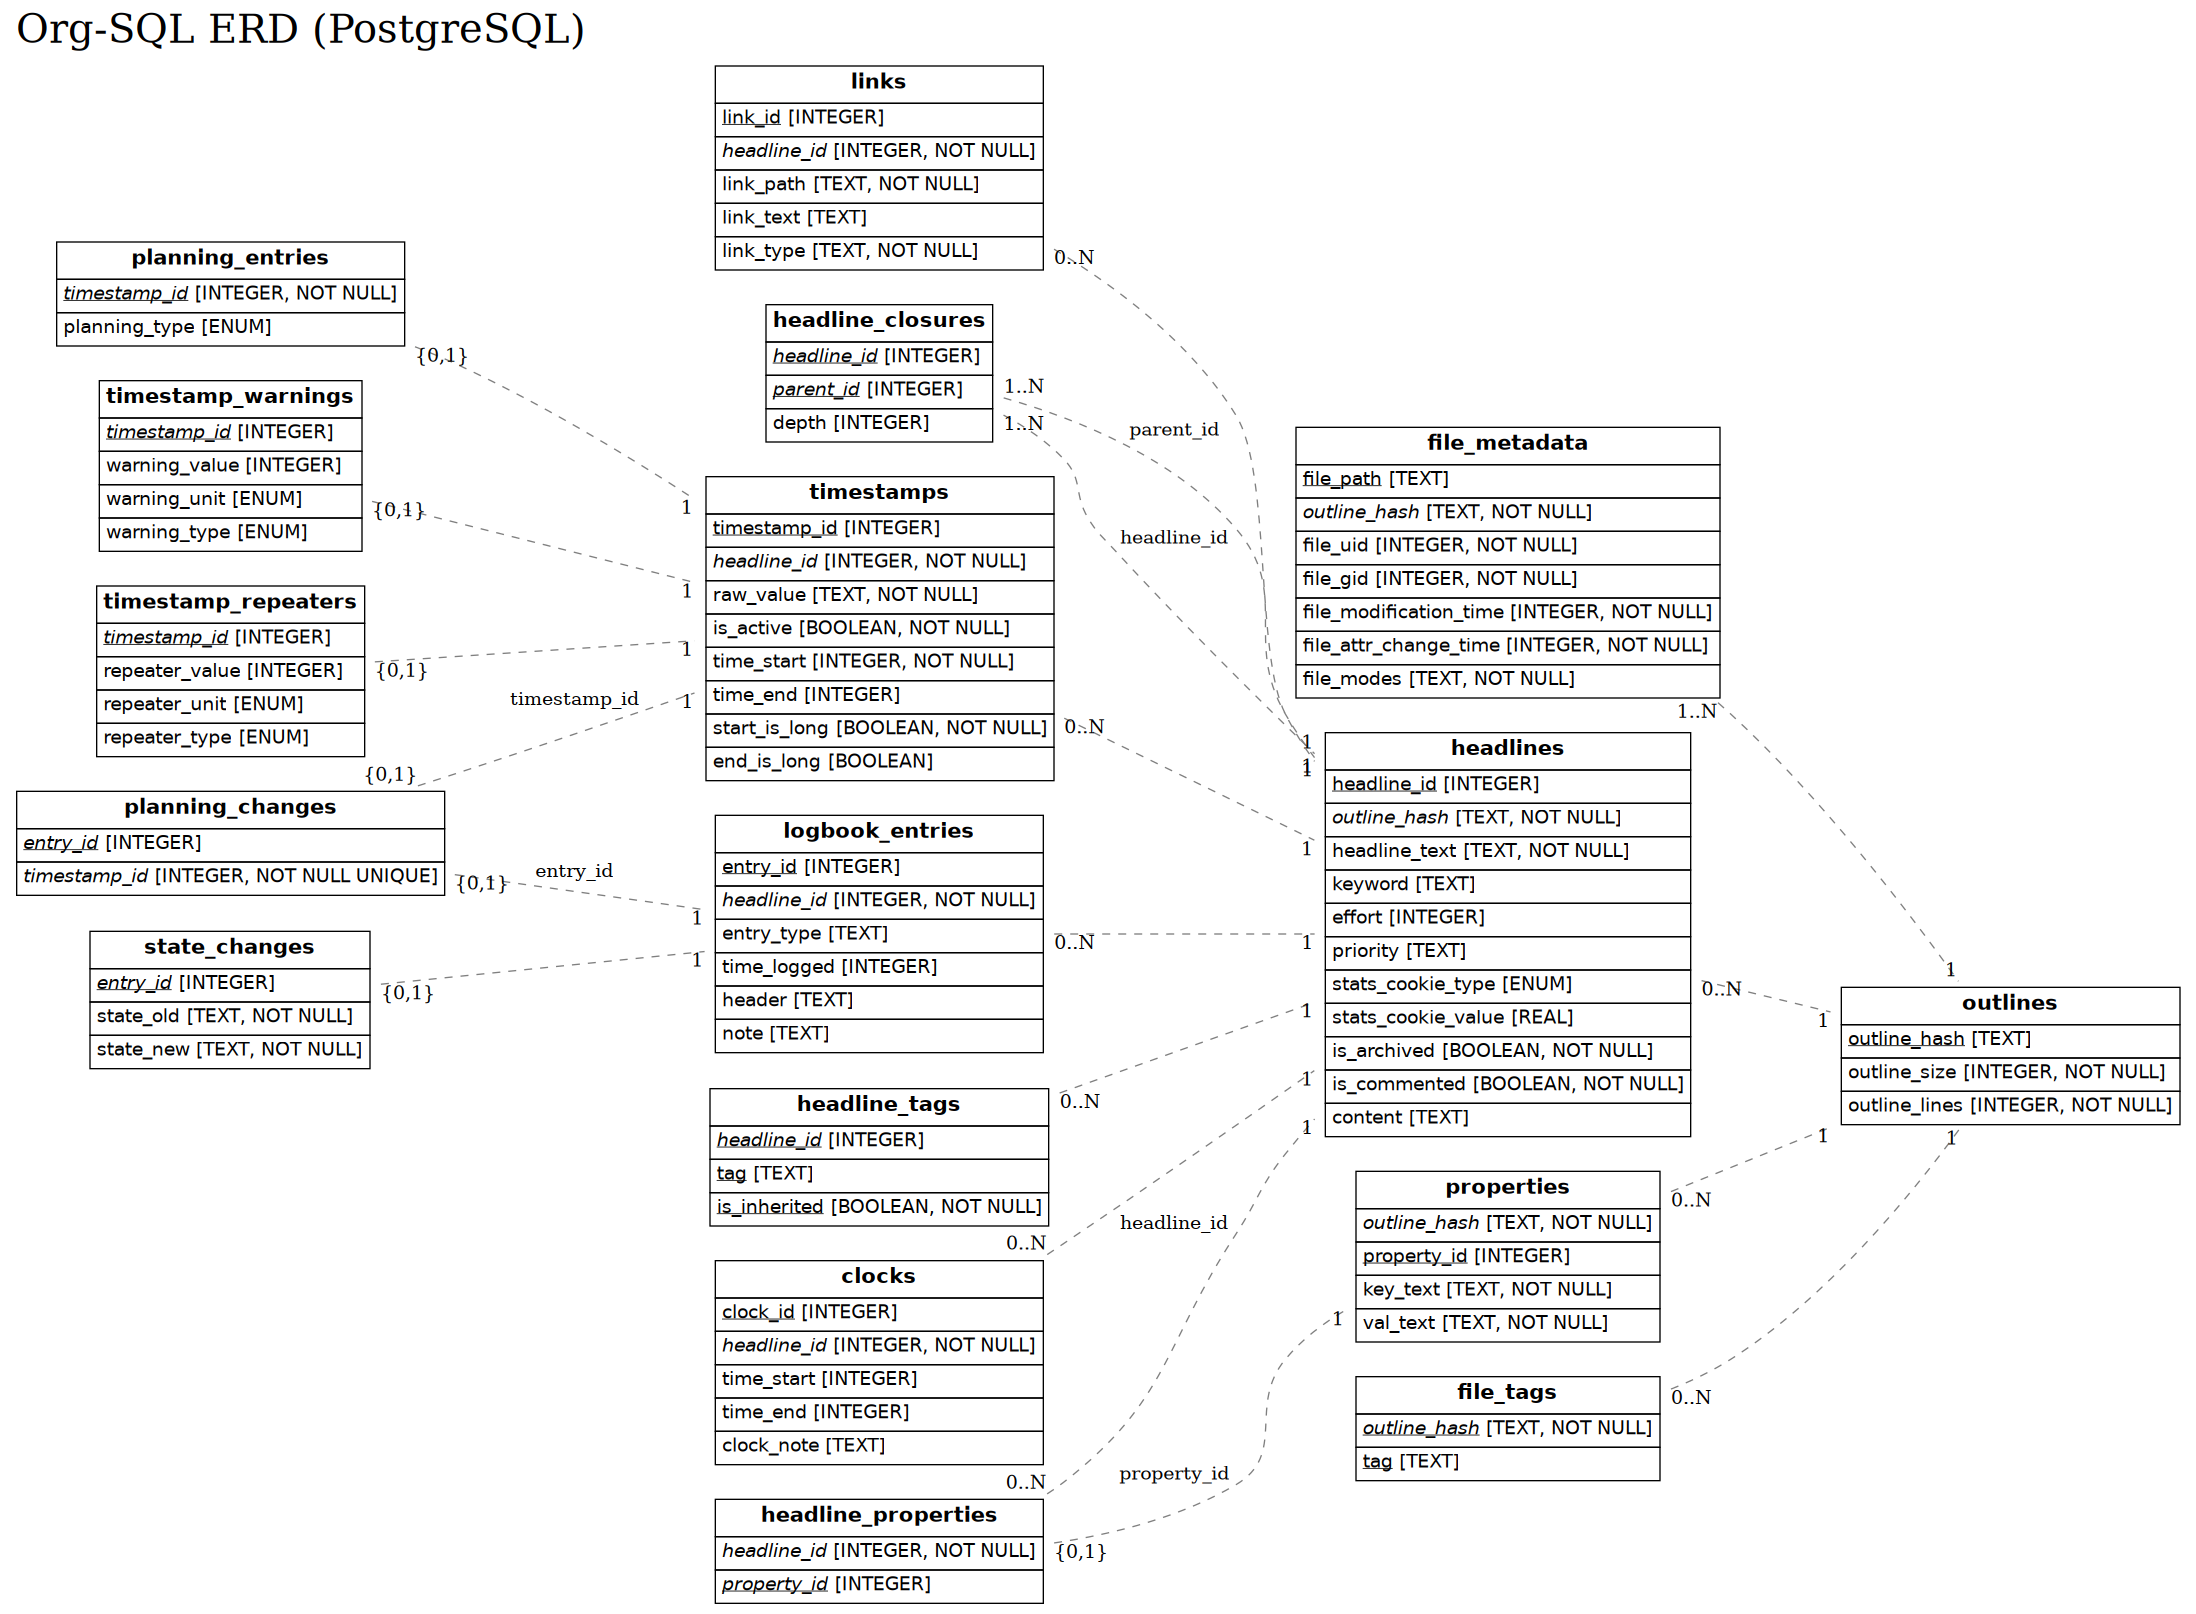 Org-SQL ERD (PostgreSQL)
links
link_id [INTEGER]
headline_id [INTEGER, NOT NULL]
link_path [TEXT, NOT NULL]
link_text [TEXT]
link_type [TEXT, NOT NULL]
0..N
planning_entries
timestamp_id [INTEGER, NOT NULL]
planning_type [ENUM]
{0,1}
1
headline_closures
headline_id [INTEGER]
parent_id [INTEGER]
depth [INTEGER]
1..N
1..N
parent_id
headline_id
timestamp_warnings
timestamp_id [INTEGER]
warning_value [INTEGER]
warning_unit [ENUM]
warning_type [ENUM]
{0,1}
1
timestamps
timestamp_id [INTEGER]
headline_id [INTEGER, NOT NULL]
raw_value [TEXT, NOT NULL]
is_active [BOOLEAN, NOT NULL]
time_start [INTEGER, NOT NULL]
time_end [INTEGER]
start_is_long [BOOLEAN, NOT NULL]
end_is_long [BOOLEAN]
0..N
1
file_metadata
file_path [TEXT]
outline_hash [TEXT, NOT NULL]
file_uid [INTEGER, NOT NULL]
file_gid [INTEGER, NOT NULL]
file_modification_time [INTEGER, NOT NULL]
file_attr_change_time [INTEGER, NOT NULL]
file_modes [TEXT, NOT NULL]
1..N
1
timestamp_repeaters
timestamp_id [INTEGER]
repeater_value [INTEGER]
repeater_unit [ENUM]
repeater_type [ENUM]
{0,1}
1
timestamp_id
1
{0,1}
planning_changes
entry_id [INTEGER]
timestamp_id [INTEGER, NOT NULL UNIQUE]
{0,1}
entry_id
1
logbook_entries
entry_id [INTEGER]
headline_id [INTEGER, NOT NULL]
entry_type [TEXT]
time_logged [INTEGER]
header [TEXT]
note [TEXT]
0..N
1
1
1
1
headlines
headline_id [INTEGER]
outline_hash [TEXT, NOT NULL]
headline_text [TEXT, NOT NULL]
keyword [TEXT]
effort [INTEGER]
priority [TEXT]
stats_cookie_type [ENUM]
stats_cookie_value [REAL]
is_archived [BOOLEAN, NOT NULL]
is_commented [BOOLEAN, NOT NULL]
content [TEXT]
0..N
1
state_changes
entry_id [INTEGER]
state_old [TEXT, NOT NULL]
state_new [TEXT, NOT NULL]
{0,1}
1
outlines
outline_hash [TEXT]
outline_size [INTEGER, NOT NULL]
outline_lines [INTEGER, NOT NULL]
1
1
headline_tags
headline_id [INTEGER]
tag [TEXT]
is_inherited [BOOLEAN, NOT NULL]
0..N
1
properties
outline_hash [TEXT, NOT NULL]
property_id [INTEGER]
key_text [TEXT, NOT NULL]
val_text [TEXT, NOT NULL]
0..N
1
0..N
1
clocks
clock_id [INTEGER]
headline_id [INTEGER, NOT NULL]
time_start [INTEGER]
time_end [INTEGER]
clock_note [TEXT]
headline_id
1
0..N
file_tags
outline_hash [TEXT, NOT NULL]
tag [TEXT]
0..N
headline_properties
headline_id [INTEGER, NOT NULL]
property_id [INTEGER]
{0,1}
property_id